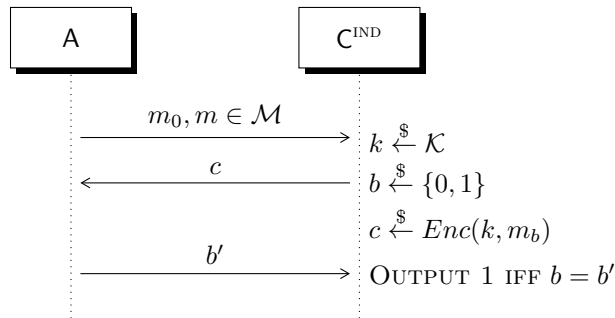 A
C^IND
m_0, m ∈ ℳ
k ←$ 𝒦
c
b ←$ {0, 1}
c ←$ Enc(k, m_b)
b′
OUTPUT 1 IFF b = b′